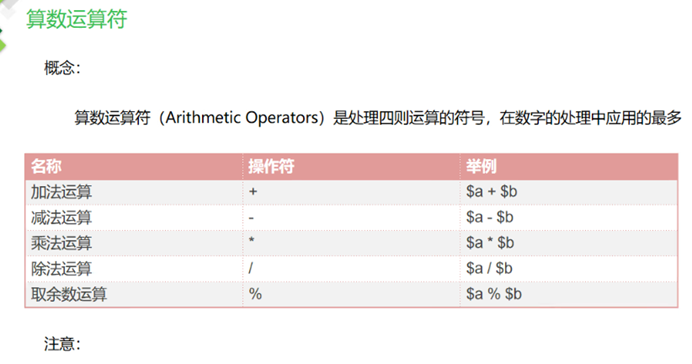 算数运算符
概念：
算数运算符（Arithmetic Operators）是处理四则运算的符号，在数字的处理中应用的最多
名称 操作符 举例
加法运算 + $a + $b
减法运算 - $a - $b
乘法运算 * $a * $b
除法运算 / $a / $b
取余数运算 % $a % $b
注意：